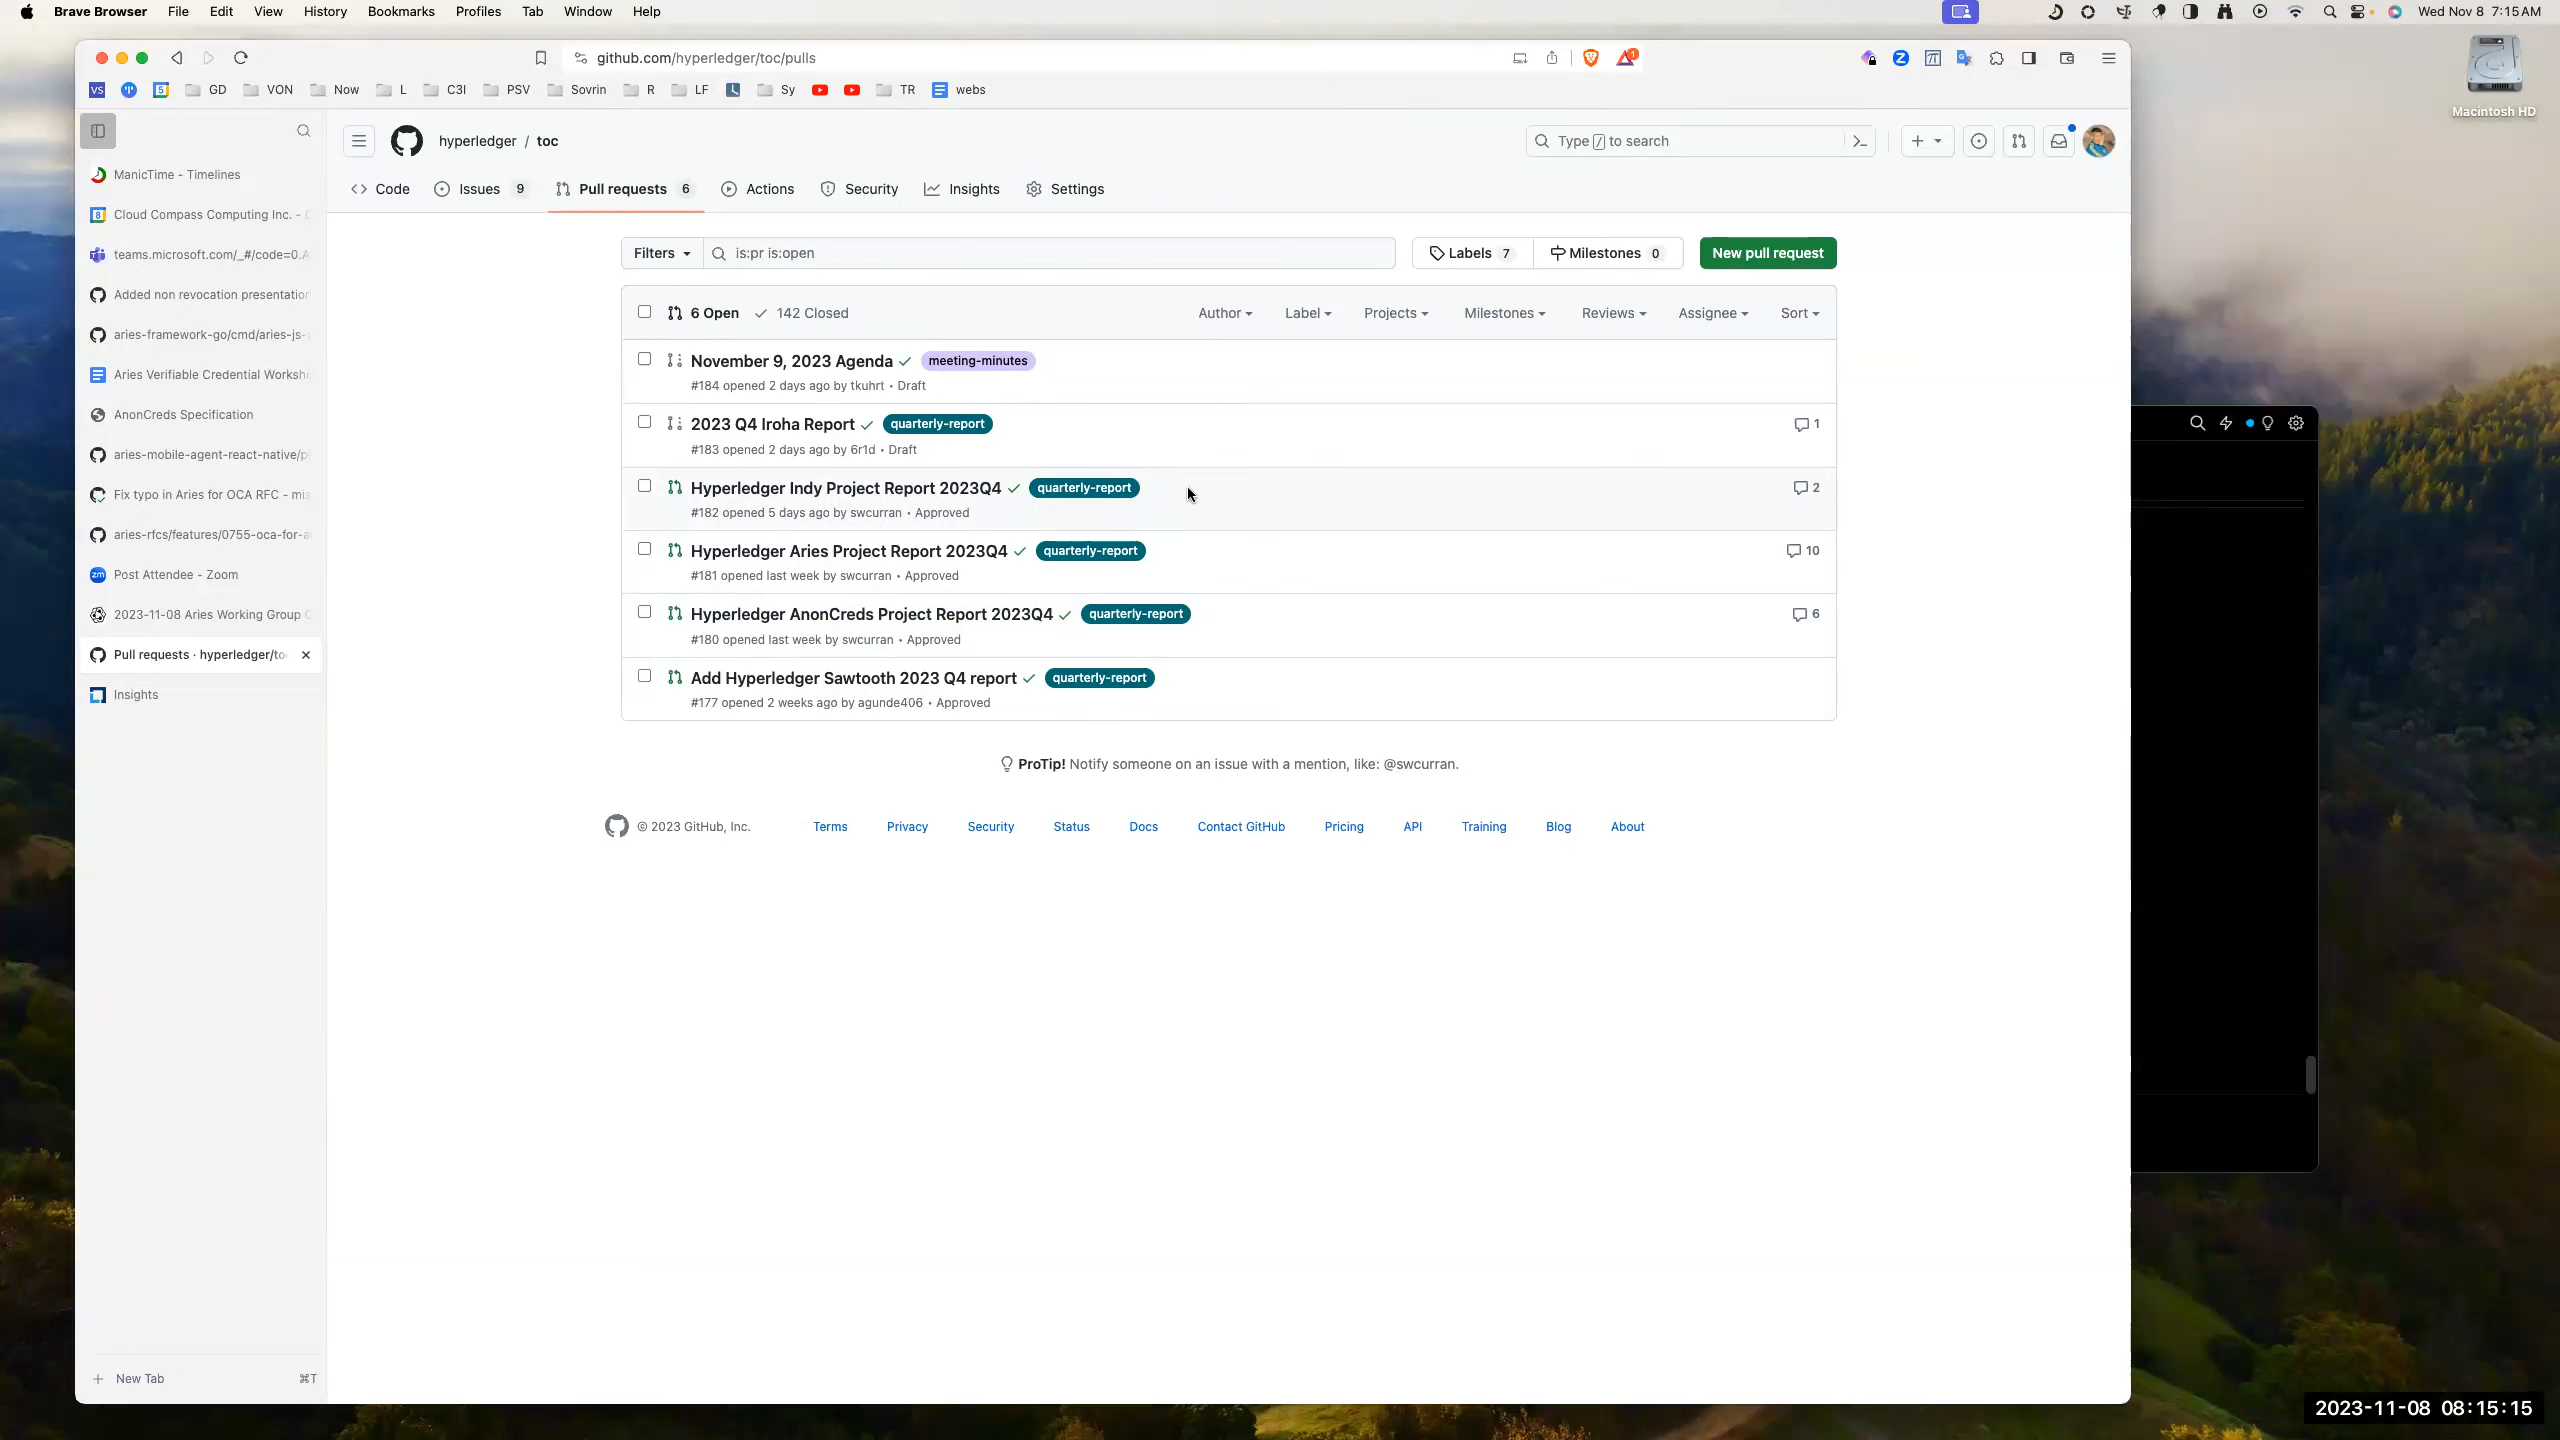 Brave Browser File Edit View History Bookmarks Profiles Tab Window Help
Wed Nov 8 7:15 AM
Macintosh HD
github.com/hyperledger/toc/pulls
1
VS 5 GD VON Now L C3I PSV Sovrin R LF Sy TR webs
ManicTime - Timelines
8 Cloud Compass Computing Inc. - C
teams.microsoft.com/_#/code=0.A
Added non revocation presentation
aries-framework-go/cmd/aries-js-
Aries Verifiable Credential Worksh
AnonCreds Specification
aries-mobile-agent-react-native/p
Fix typo in Aries for OCA RFC - mis
aries-rfcs/features/0755-oca-for-a
zm Post Attendee - Zoom
2023-11-08 Aries Working Group C
Pull requests · hyperledger/to
Insights
New Tab ⌘T
hyperledger / toc
Type / to search
Code Issues 9 Pull requests 6 Actions Security Insights Settings
Filters is:pr is:open Labels 7 Milestones 0 New pull request
6 Open 142 Closed Author Label Projects Milestones Reviews Assignee Sort
November 9, 2023 Agenda meeting-minutes
#184 opened 2 days ago by tkuhrt • Draft
2023 Q4 Iroha Report quarterly-report 1
#183 opened 2 days ago by 6r1d • Draft
Hyperledger Indy Project Report 2023Q4 quarterly-report 2
#182 opened 5 days ago by swcurran • Approved
Hyperledger Aries Project Report 2023Q4 quarterly-report 10
#181 opened last week by swcurran • Approved
Hyperledger AnonCreds Project Report 2023Q4 quarterly-report 6
#180 opened last week by swcurran • Approved
Add Hyperledger Sawtooth 2023 Q4 report quarterly-report
#177 opened 2 weeks ago by agunde406 • Approved
ProTip! Notify someone on an issue with a mention, like: @swcurran.
© 2023 GitHub, Inc. Terms Privacy Security Status Docs Contact GitHub Pricing API Training Blog About
2023-11-08 08:15:15